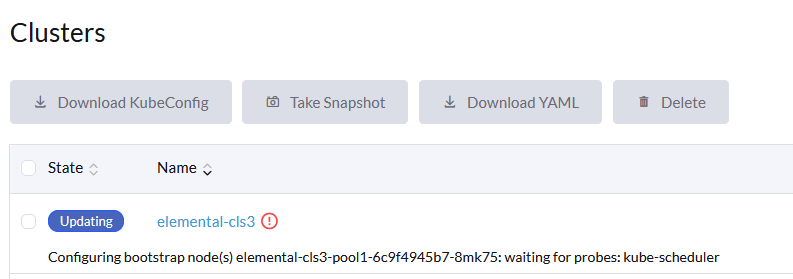 Clusters
Download KubeConfig Take Snapshot Download YAML Delete
State Name
Updating elemental-cls3
Configuring bootstrap node(s) elemental-cls3-pool1-6c9f4945b7-8mk75: waiting for probes: kube-scheduler